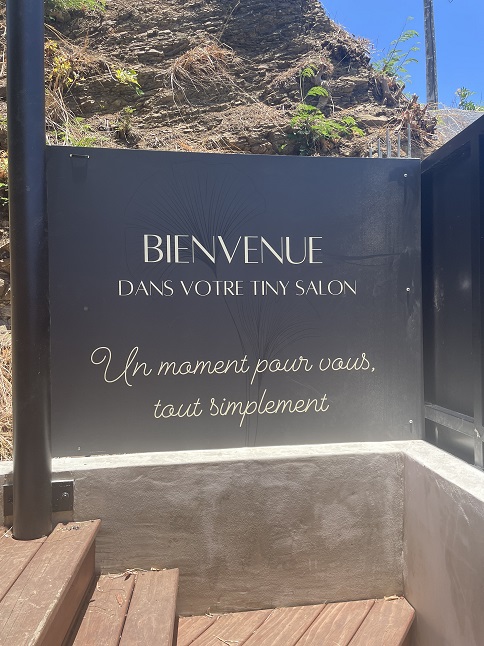 BIENVENUE
DANS VOTRE TINY SALON
Un moment pour vous,
tout simplement